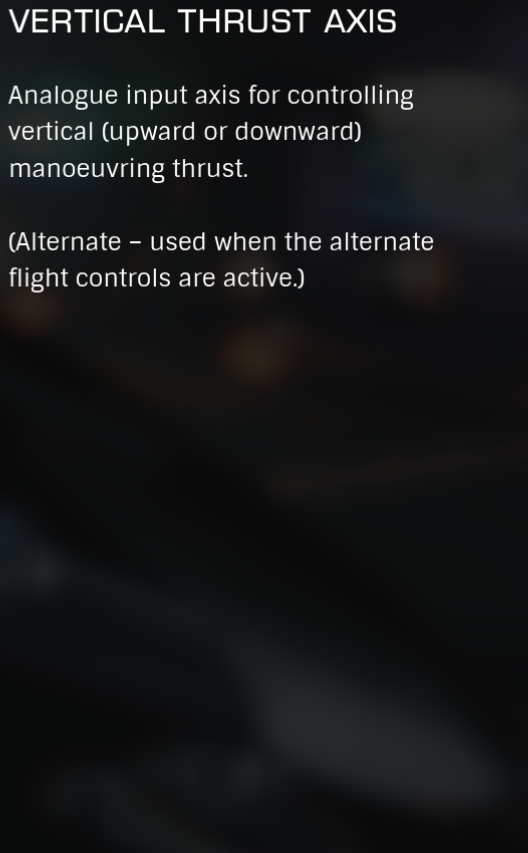 VERTICAL THRUST AXIS
Analogue input axis for controlling
vertical (upward or downward)
manoeuvring thrust.
(Alternate – used when the alternate
flight controls are active.)